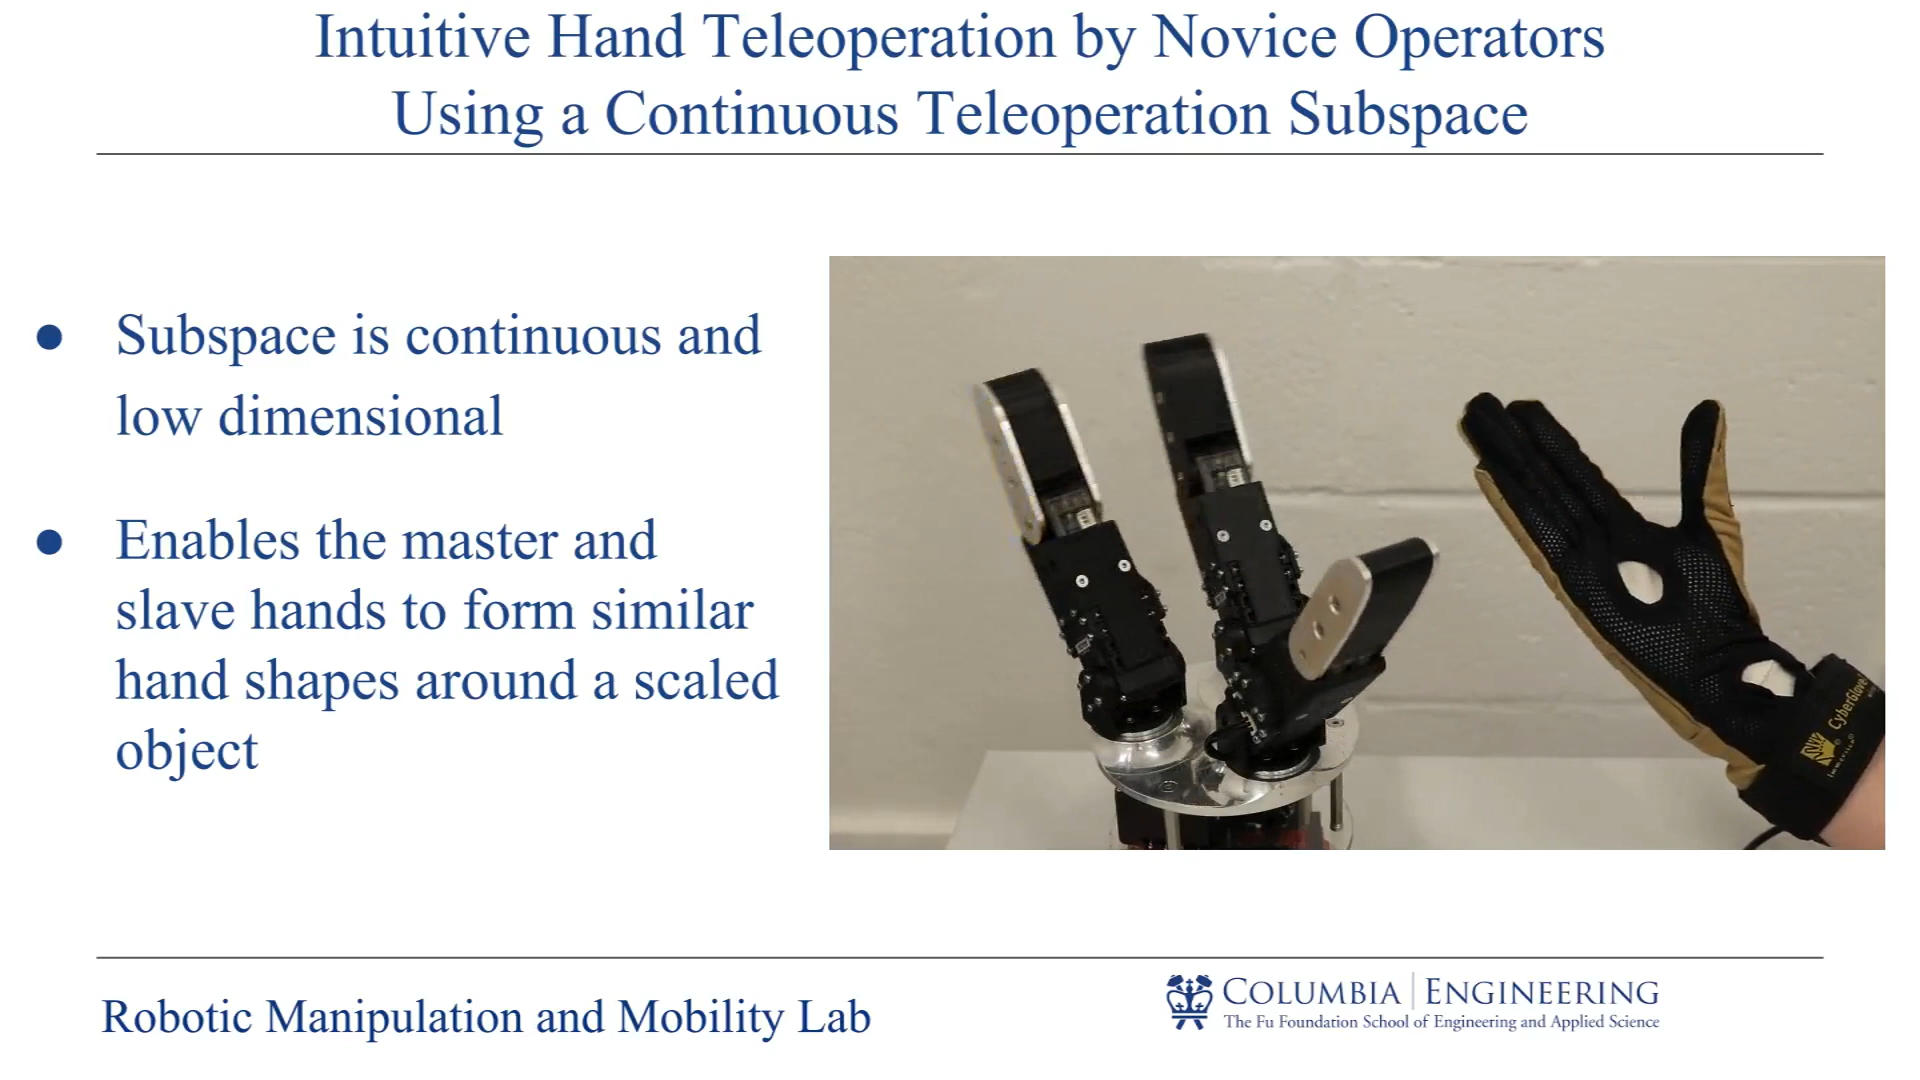 Intuitive Hand Teleoperation by Novice Operators
Using a Continuous Teleoperation Subspace
● Subspace is continuous and
low dimensional
● Enables the master and
slave hands to form similar
hand shapes around a scaled
object
CyberGlove
Immersion
Robotic Manipulation and Mobility Lab
COLUMBIA | ENGINEERING
The Fu Foundation School of Engineering and Applied Science